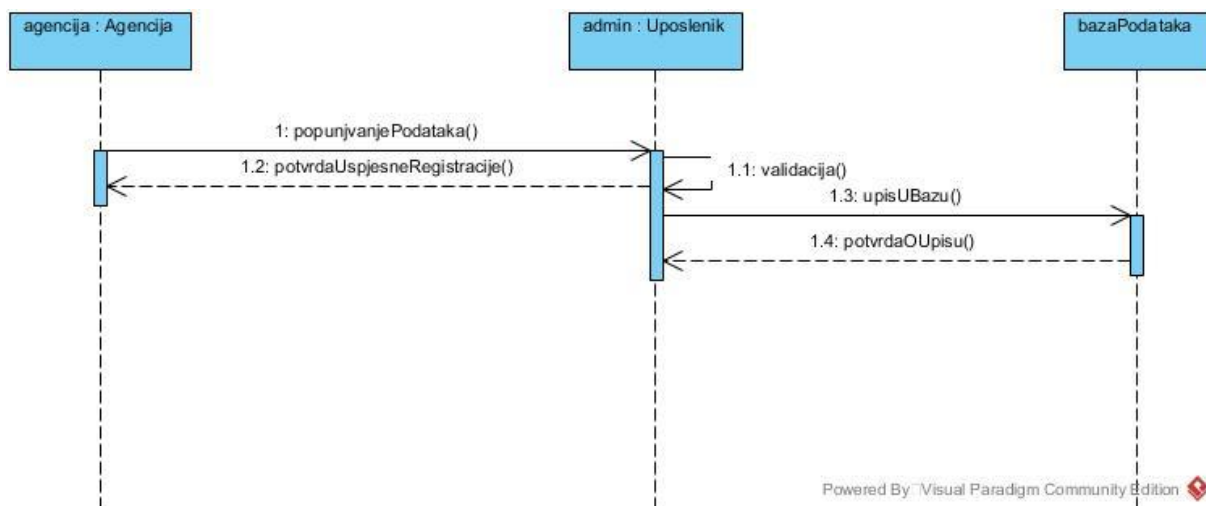 agencija : Agencija
admin : Uposlenik
bazaPodataka
1: popunjvanjePodataka()
1.2: potvrdaUspjesneRegistracije()
1.1: validacija()
1.3: upisUBazu()
1.4: potvrdaOUpisu()
Powered By Visual Paradigm Community Edition